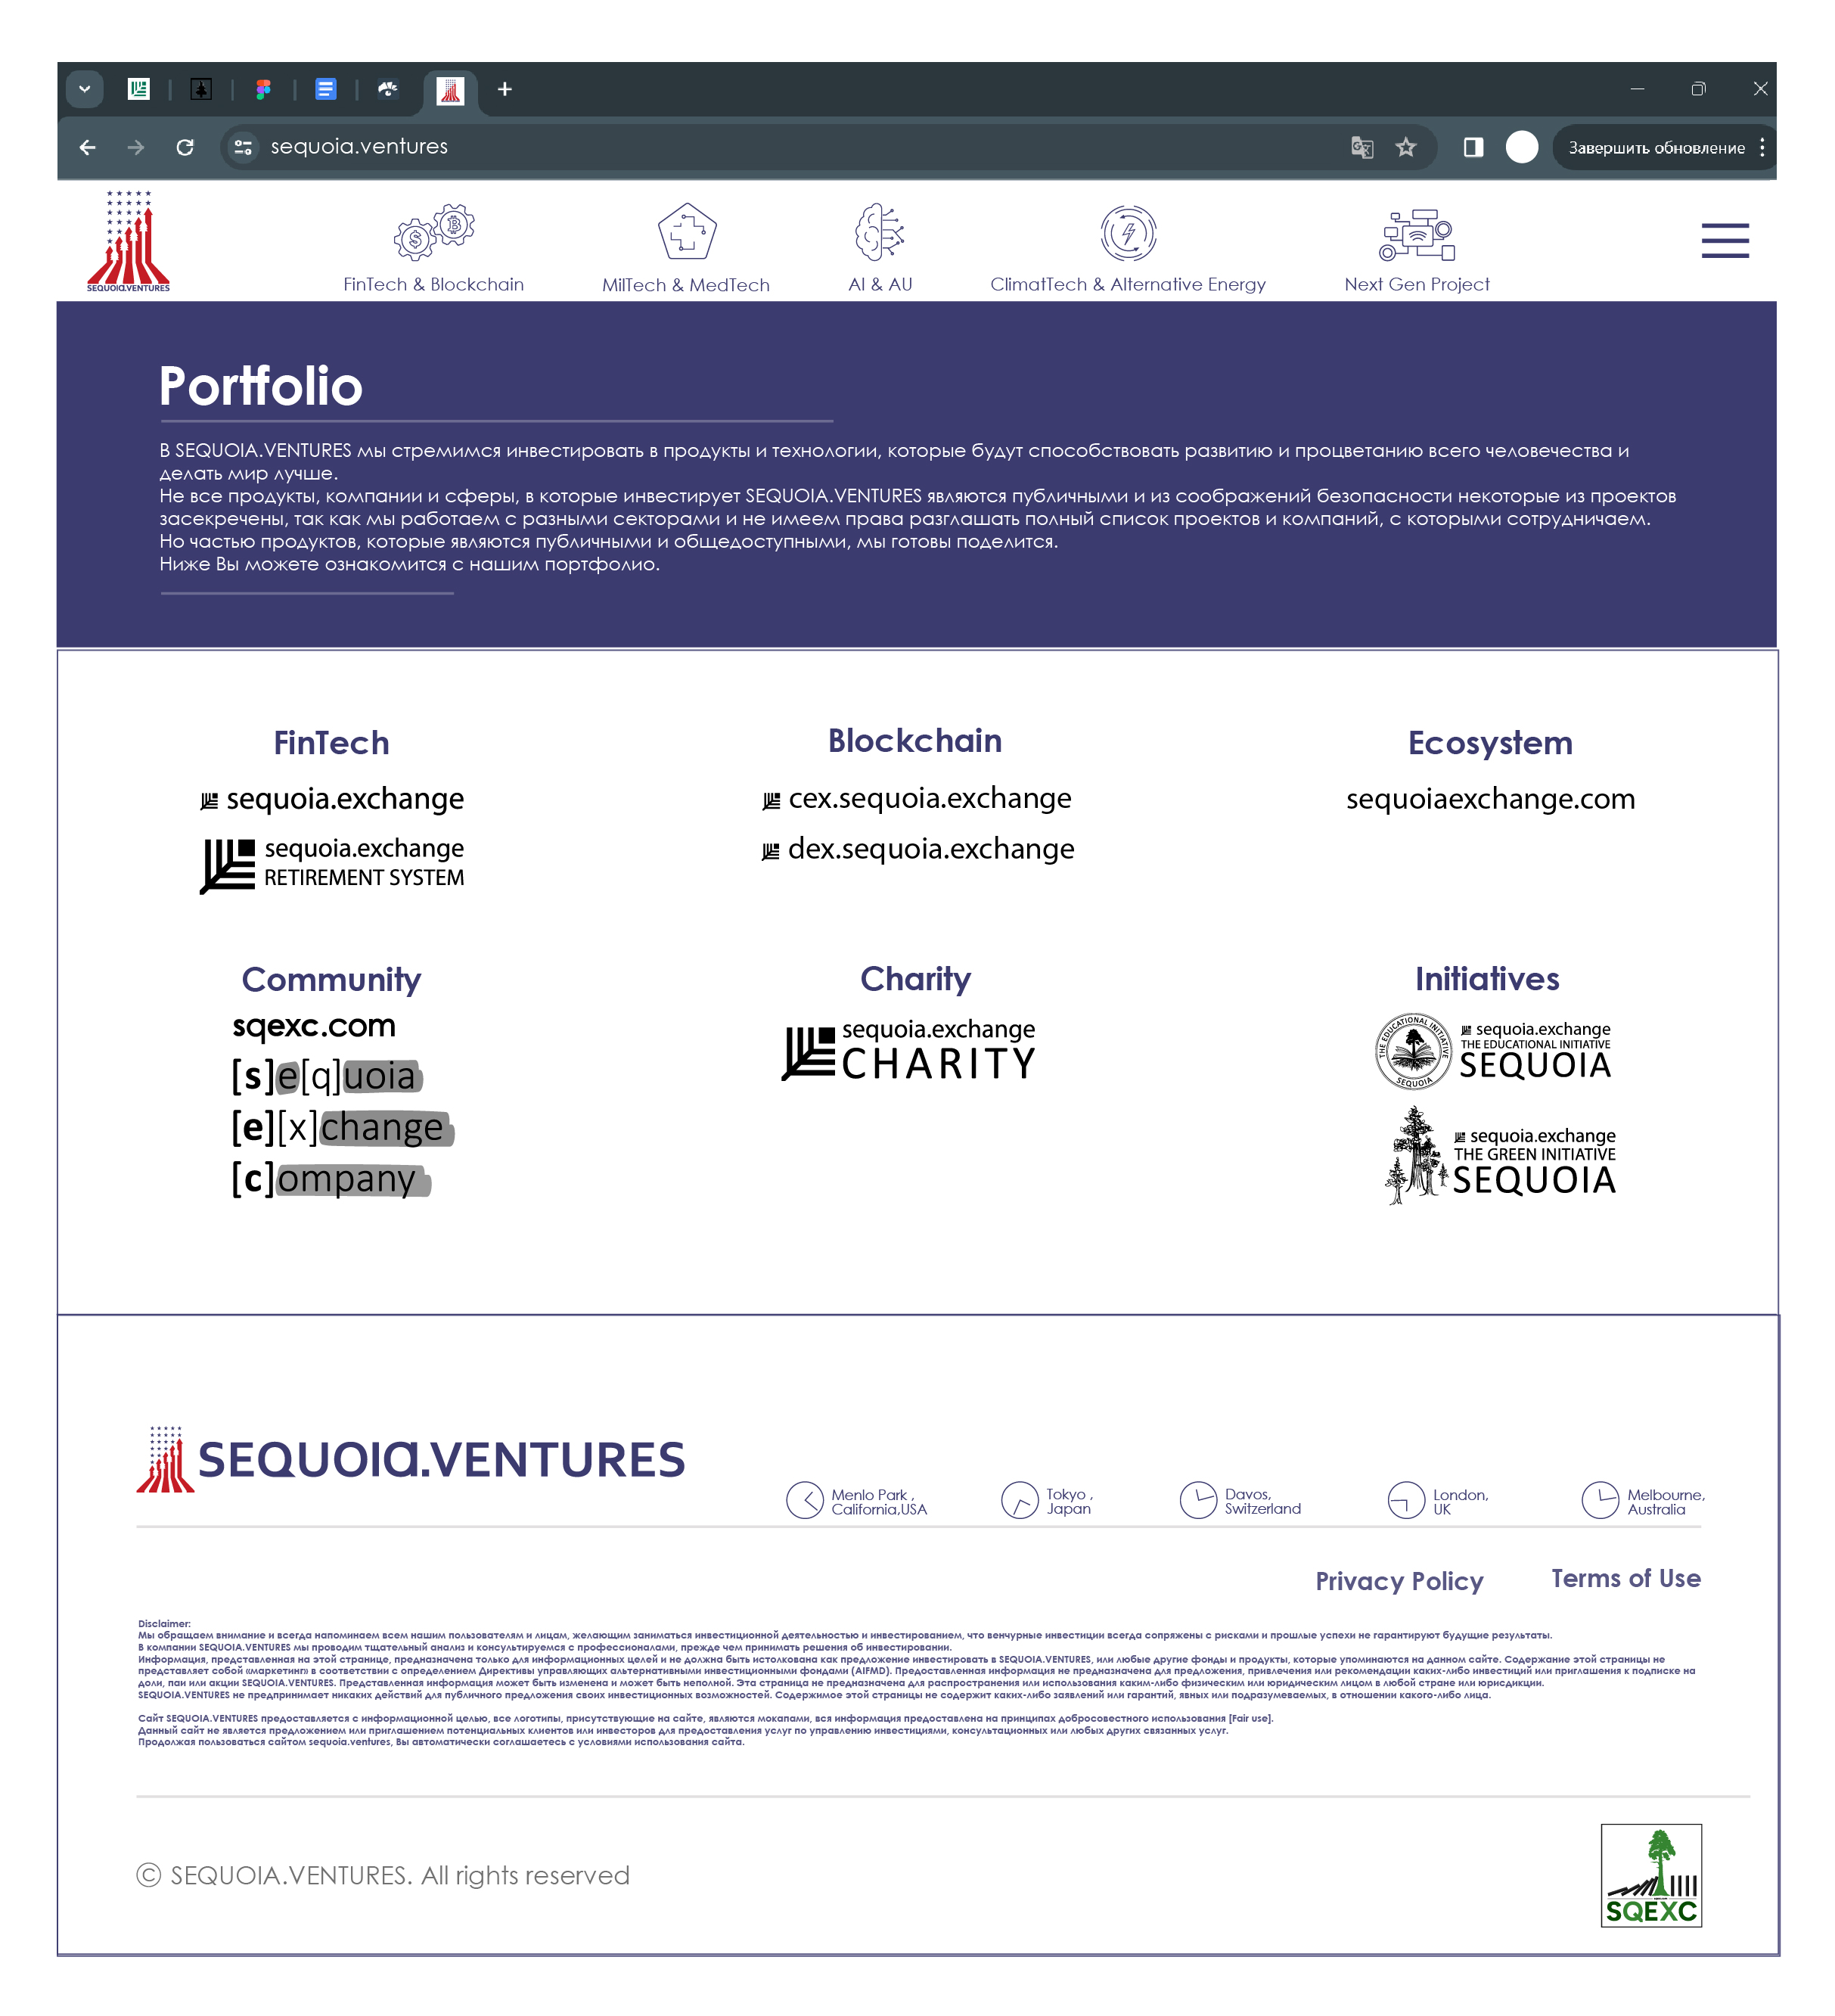 sequoia.ventures
Завершить обновление
SEQUOIA.VENTURES
FinTech & Blockchain
MilTech & MedTech
AI & AU
ClimatTech & Alternative Energy
Next Gen Project
Portfolio
В SEQUOIA.VENTURES мы стремимся инвестировать в продукты и технологии, которые будут способствовать развитию и процветанию всего человечества и
делать мир лучше.
Не все продукты, компании и сферы, в которые инвестирует SEQUOIA.VENTURES являются публичными и из соображений безопасности некоторые из проектов
засекречены, так как мы работаем с разными секторами и не имеем права разглашать полный список проектов и компаний, с которыми сотрудничаем.
Но частью продуктов, которые являются публичными и общедоступными, мы готовы поделится.
Ниже Вы можете ознакомится с нашим портфолио.
FinTech
sequoia.exchange
sequoia.exchange
RETIREMENT SYSTEM
Blockchain
cex.sequoia.exchange
dex.sequoia.exchange
Ecosystem
sequoiaexchange.com
Community
sqexc.com
[s]e[q]uoia
[e][x]change
[c]ompany
Charity
sequoia.exchange
CHARITY
Initiatives
THE EDUCATIONAL INITIATIVE
SEQUOIA
sequoia.exchange
THE EDUCATIONAL INITIATIVE
SEQUOIA
sequoia.exchange
THE GREEN INITIATIVE
SEQUOIA
SEQUOIA.VENTURES
Menlo Park ,
California,USA
Tokyo ,
Japan
Davos,
Switzerland
London,
UK
Melbourne,
Australia
Privacy Policy
Terms of Use
Disclaimer:
Мы обращаем внимание и всегда напоминаем всем нашим пользователям и лицам, желающим заниматься инвестиционной деятельностью и инвестированием, что венчурные инвестиции всегда сопряжены с рисками и прошлые успехи не гарантируют будущие результаты.
В компании SEQUOIA.VENTURES мы проводим тщательный анализ и консультируемся с профессионалами, прежде чем принимать решения об инвестировании.
Информация, представленная на этой странице, предназначена только для информационных целей и не должна быть истолкована как предложение инвестировать в SEQUOIA.VENTURES, или любые другие фонды и продукты, которые упоминаются на данном сайте. Содержание этой страницы не
представляет собой «маркетинг» в соответствии с определением Директивы управляющих альтернативными инвестиционными фондами (AIFMD). Предоставленная информация не предназначена для предложения, привлечения или рекомендации каких-либо инвестиций или приглашения к подписке на
доли, паи или акции SEQUOIA.VENTURES. Представленная информация может быть изменена и может быть неполной. Эта страница не предназначена для распространения или использования каким-либо физическим или юридическим лицом в любой стране или юрисдикции.
SEQUOIA.VENTURES не предпринимает никаких действий для публичного предложения своих инвестиционных возможностей. Содержимое этой страницы не содержит каких-либо заявлений или гарантий, явных или подразумеваемых, в отношении какого-либо лица.
Сайт SEQUOIA.VENTURES предоставляется с информационной целью, все логотипы, присутствующие на сайте, являются мокапами, вся информация предоставлена на принципах добросовестного использования [Fair use].
Данный сайт не является предложением или приглашением потенциальных клиентов или инвесторов для предоставления услуг по управлению инвестициями, консультационных или любых других связанных услуг.
Продолжая пользоваться сайтом sequoia.ventures, Вы автоматически соглашаетесь с условиями использования сайта.
© SEQUOIA.VENTURES. All rights reserved
SQEXC